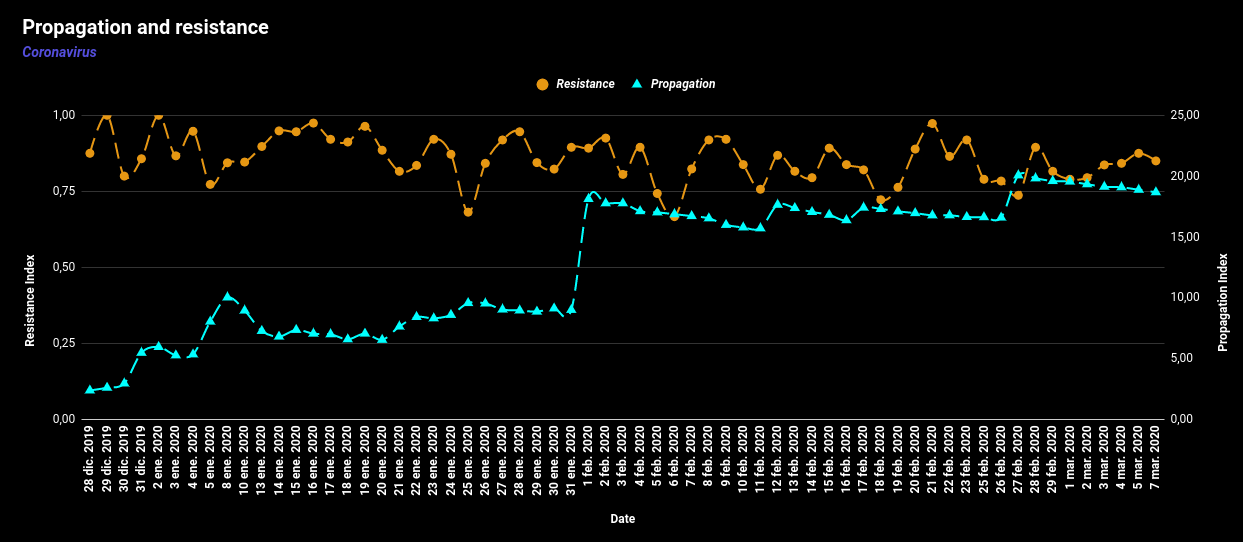 Propagation and resistance
Coronavirus
Resistance
Propagation
1,00
0,75
0,50
0,25
0,00
Resistance Index
25,00
20,00
15,00
10,00
5,00
0,00
Propagation Index
28 dic. 2019
29 dic. 2019
30 dic. 2019
31 dic. 2019
2 ene. 2020
3 ene. 2020
4 ene. 2020
5 ene. 2020
8 ene. 2020
10 ene. 2020
13 ene. 2020
14 ene. 2020
15 ene. 2020
16 ene. 2020
17 ene. 2020
18 ene. 2020
19 ene. 2020
20 ene. 2020
21 ene. 2020
22 ene. 2020
23 ene. 2020
24 ene. 2020
25 ene. 2020
26 ene. 2020
27 ene. 2020
28 ene. 2020
29 ene. 2020
30 ene. 2020
31 ene. 2020
1 feb. 2020
2 feb. 2020
3 feb. 2020
4 feb. 2020
5 feb. 2020
6 feb. 2020
7 feb. 2020
8 feb. 2020
9 feb. 2020
10 feb. 2020
11 feb. 2020
12 feb. 2020
13 feb. 2020
14 feb. 2020
15 feb. 2020
16 feb. 2020
17 feb. 2020
18 feb. 2020
19 feb. 2020
20 feb. 2020
21 feb. 2020
22 feb. 2020
23 feb. 2020
25 feb. 2020
26 feb. 2020
27 feb. 2020
28 feb. 2020
29 feb. 2020
1 mar. 2020
2 mar. 2020
3 mar. 2020
4 mar. 2020
5 mar. 2020
7 mar. 2020
Date